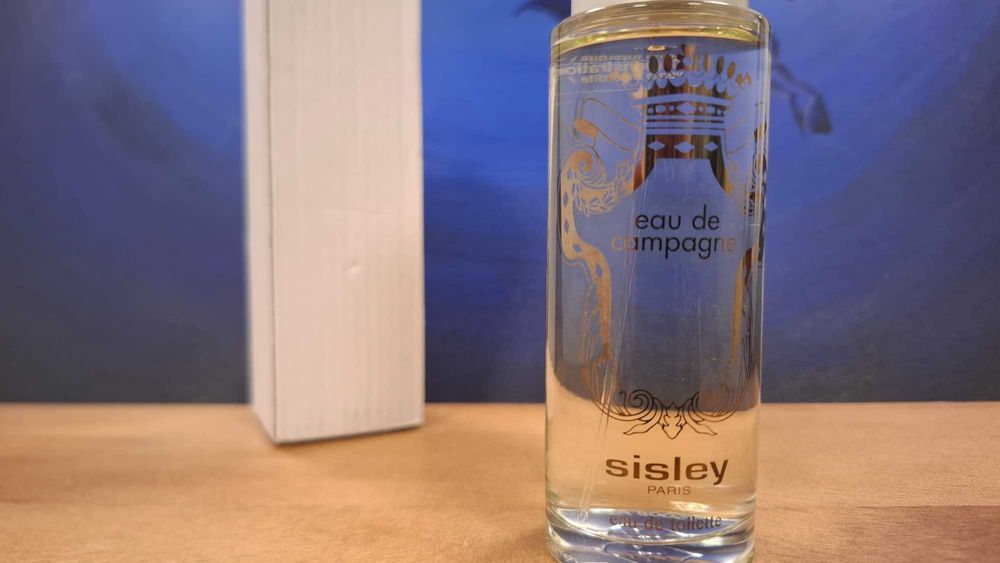 eau de
campagne
sisley
PARIS
eau de toilette